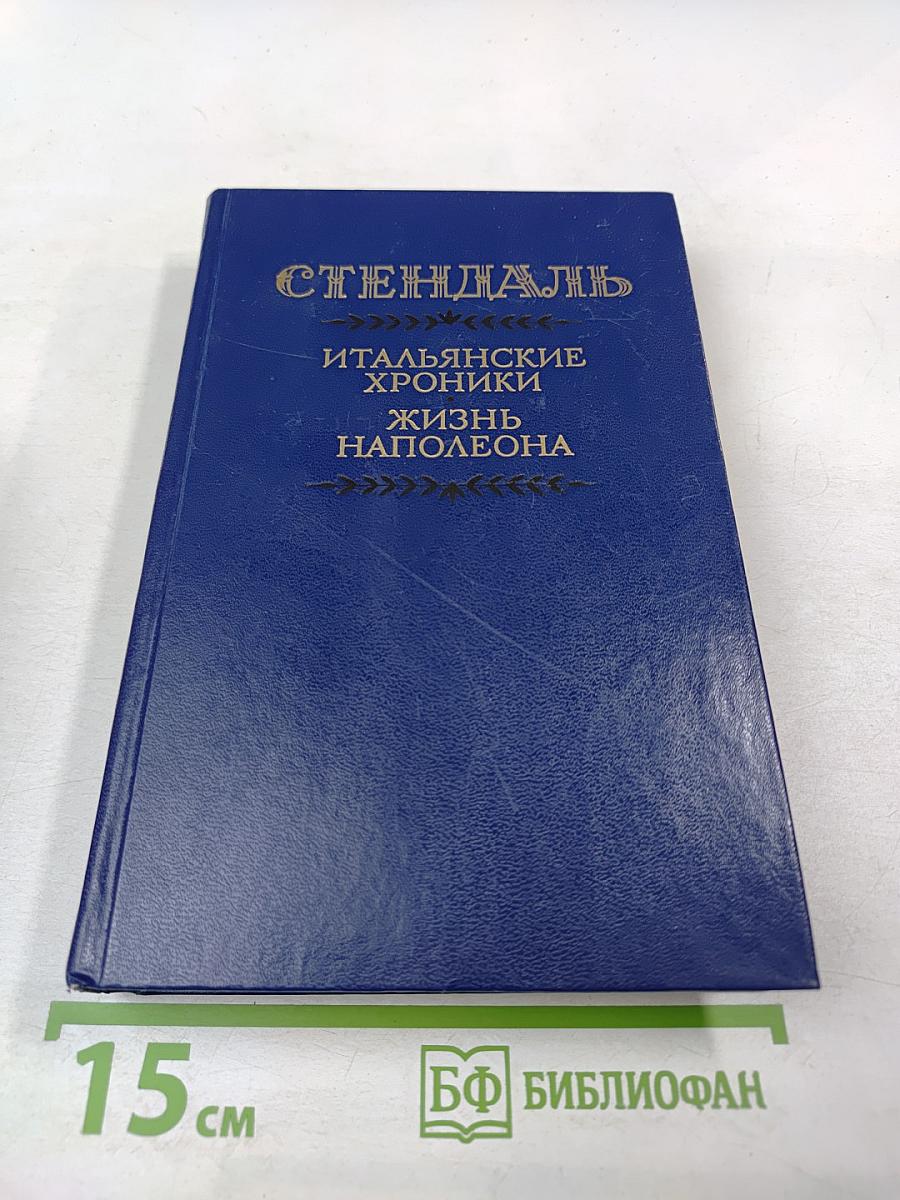 СТЕНДАЛЬ
ИТАЛЬЯНСКИЕ
ХРОНИКИ
ЖИЗНЬ
НАПОЛЕОНА
15 см
БФ БИБЛИОФАН